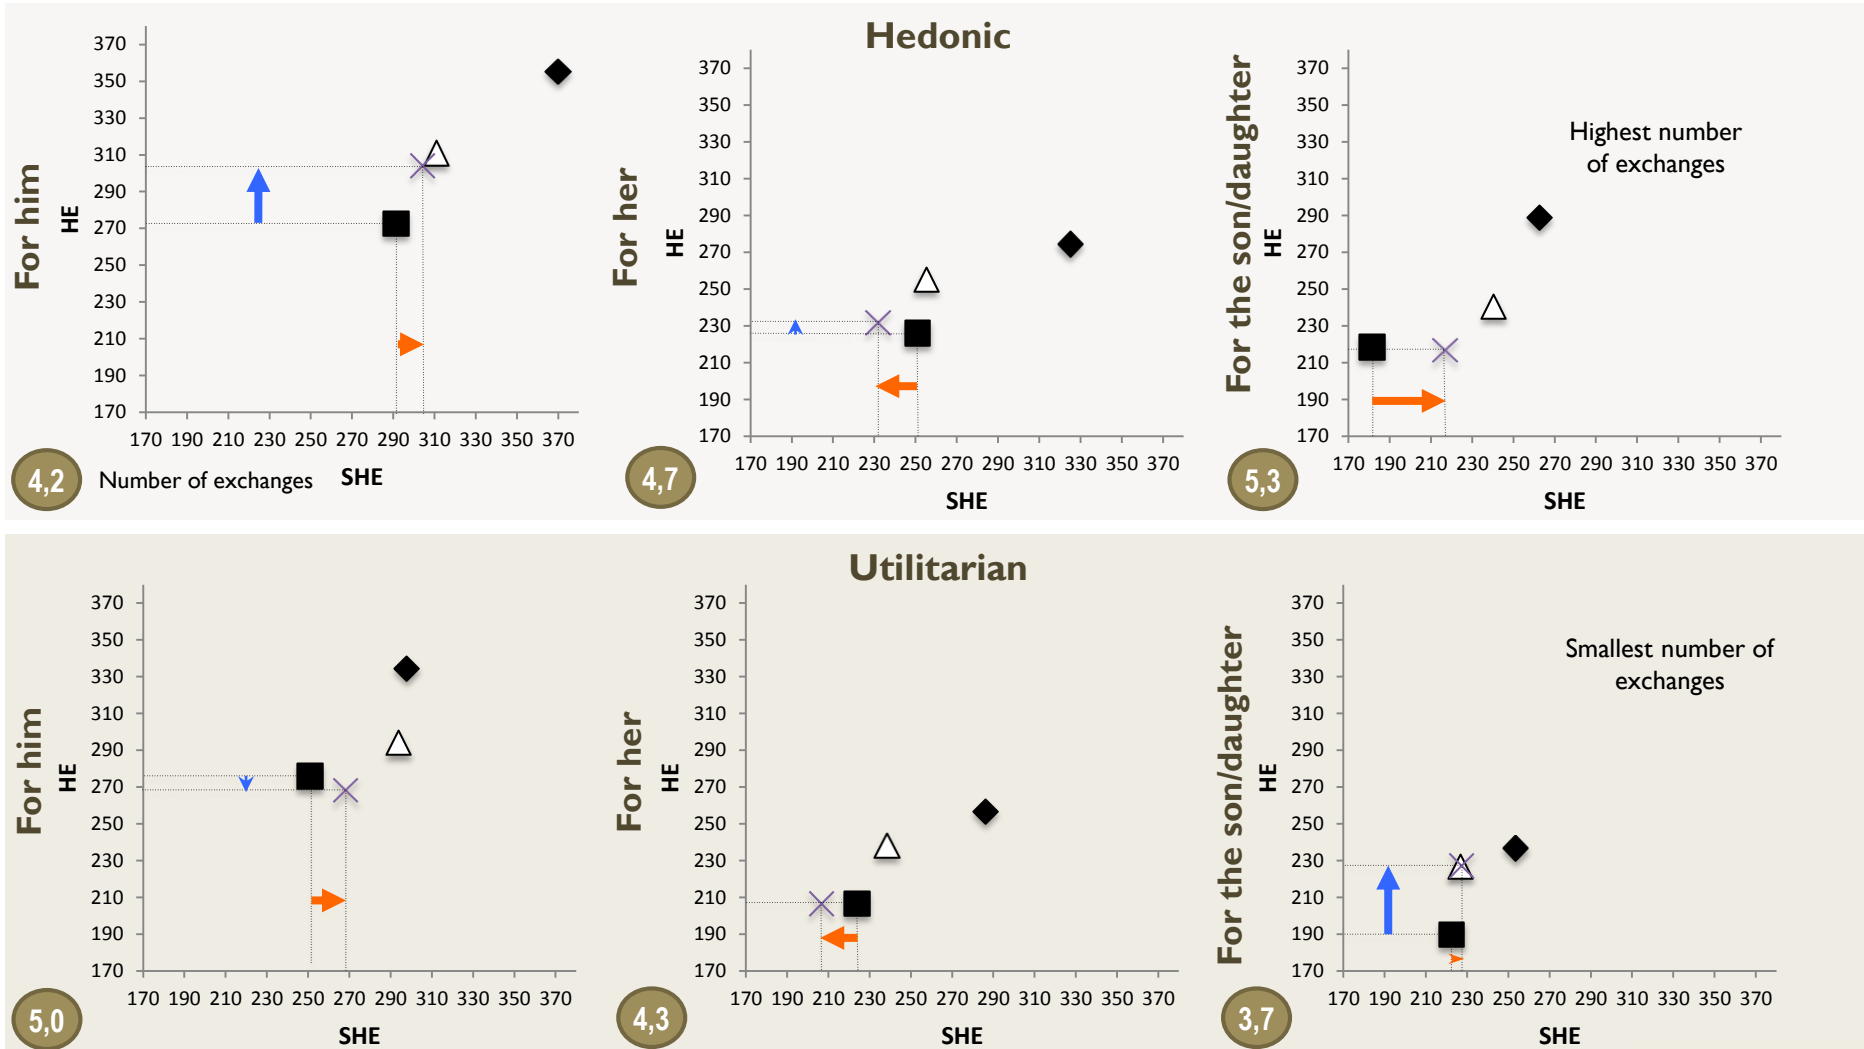 Hedonic
For him
HE
370
350
330
310
290
270
250
230
210
190
170
170 190 210 230 250 270 290 310 330 350 370
4,2
Number of exchanges
SHE
For her
HE
370
350
330
310
290
270
250
230
210
190
170
170 190 210 230 250 270 290 310 330 350 370
4,7
SHE
For the son/daughter
HE
370
350
330
310
290
270
250
230
210
190
170
170 190 210 230 250 270 290 310 330 350 370
Highest number
of exchanges
5,3
SHE
Utilitarian
For him
HE
370
350
330
310
290
270
250
230
210
190
170
170 190 210 230 250 270 290 310 330 350 370
5,0
SHE
For her
HE
370
350
330
310
290
270
250
230
210
190
170
170 190 210 230 250 270 290 310 330 350 370
4,3
SHE
For the son/daughter
HE
370
350
330
310
290
270
250
230
210
190
170
170 190 210 230 250 270 290 310 330 350 370
Smallest number of
exchanges
3,7
SHE